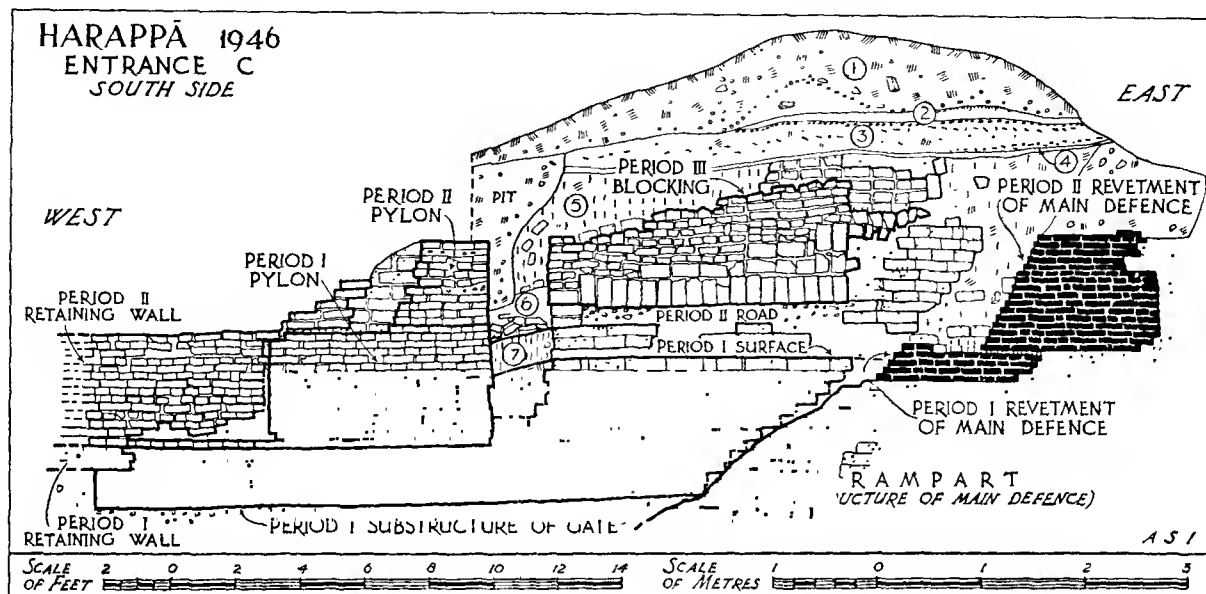 HARAPPĀ 1946
ENTRANCE C
SOUTH SIDE
EAST
WEST
1
2
3
4
PERIOD III
BLOCKING
PERIOD II REVETMENT
OF MAIN DEFENCE
PERIOD II
PYLON
PIT
5
PERIOD I
PYLON
PERIOD II
RETAINING WALL
6
7
PERIOD II ROAD
PERIOD I SURFACE
PERIOD I REVETMENT
OF MAIN DEFENCE
RAMPART
UCTURE OF MAIN DEFENCE)
PERIOD I
RETAINING WALL
PERIOD I SUBSTRUCTURE OF GATE
A S I
SCALE
OF FEET
2 0 2 4 6 8 10 12 14
SCALE
OF METRES
1 0 1 2 3